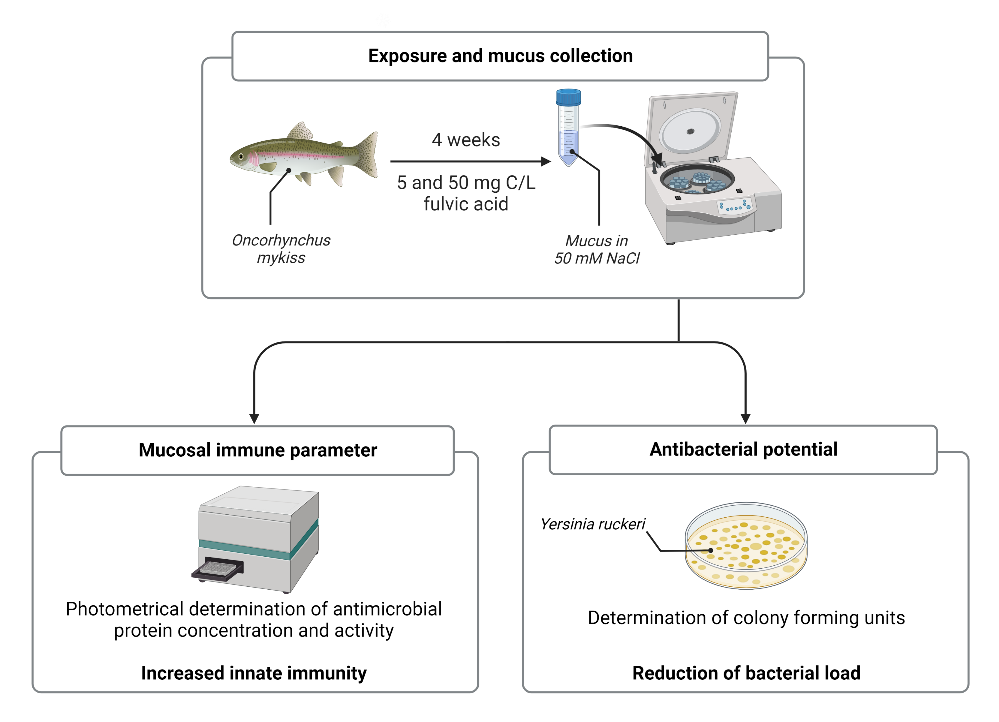 Exposure and mucus collection
4 weeks
5 and 50 mg C/L
fulvic acid
Oncorhynchus
mykiss
Mucus in
50 mM NaCl
Mucosal immune parameter
Photometrical determination of antimicrobial
protein concentration and activity
Increased innate immunity
Antibacterial potential
Yersinia ruckeri
Determination of colony forming units
Reduction of bacterial load